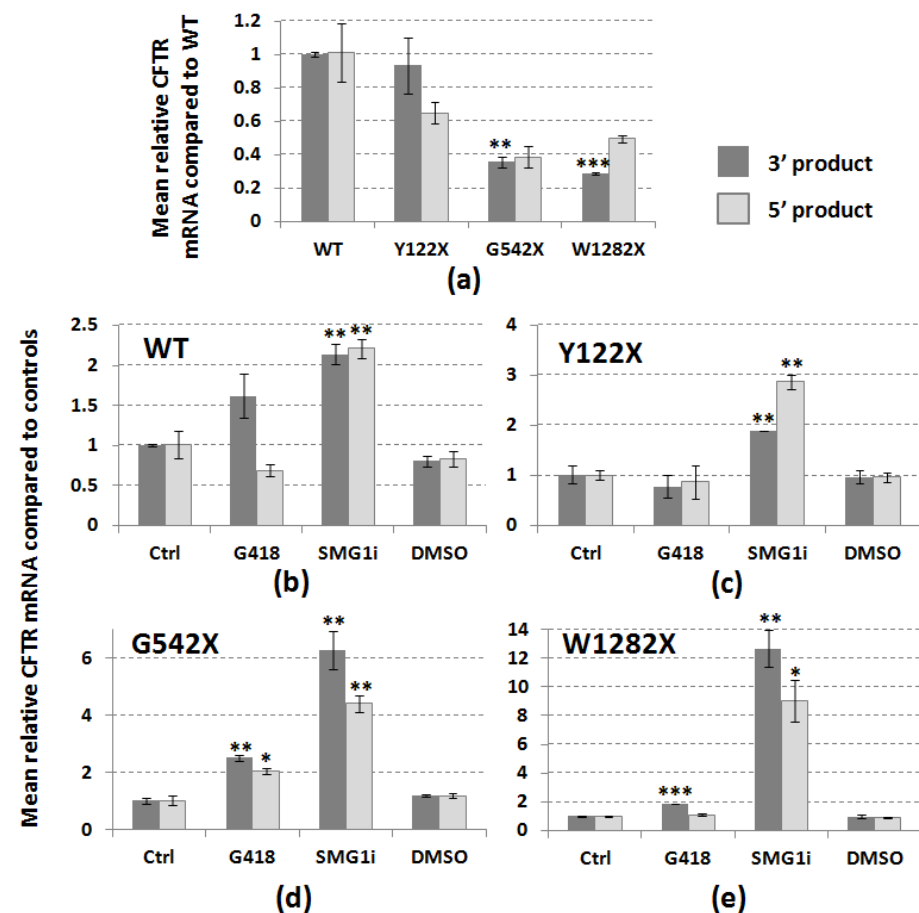 Mean relative CFTR
mRNA compared to WT
1.2
1
0.8
0.6
0.4
0.2
0
**
***
WT Y122X G542X W1282X
(a)
3’ product
5’ product
Mean relative CFTR mRNA compared to controls
WT
2.5
2
1
0.5
0
** **
Ctrl G418 SMG1i DMSO
(b)
Y122X
4
3
2
1
0
**
**
Ctrl G418 SMG1i DMSO
(c)
G542X
6
4
2
0
** *
**
**
Ctrl G418 SMG1i DMSO
(d)
W1282X
14
12
10
8
6
4
2
0
***
**
*
Ctrl G418 SMG1i DMSO
(e)